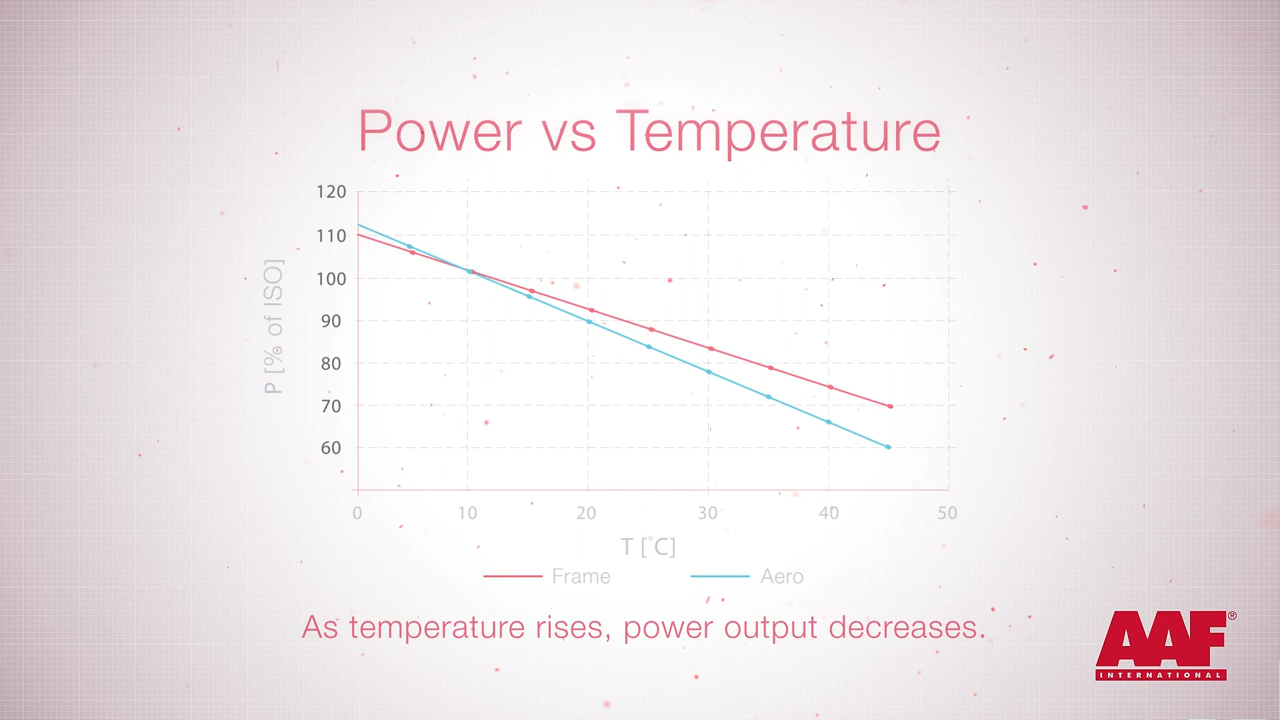 Power vs Temperature
120
110
100
90
80
70
60
P [% of ISO]
0 10 20 30 40 50
T [°C]
Frame Aero
As temperature rises, power output decreases.
AAF®
INTERNATIONAL